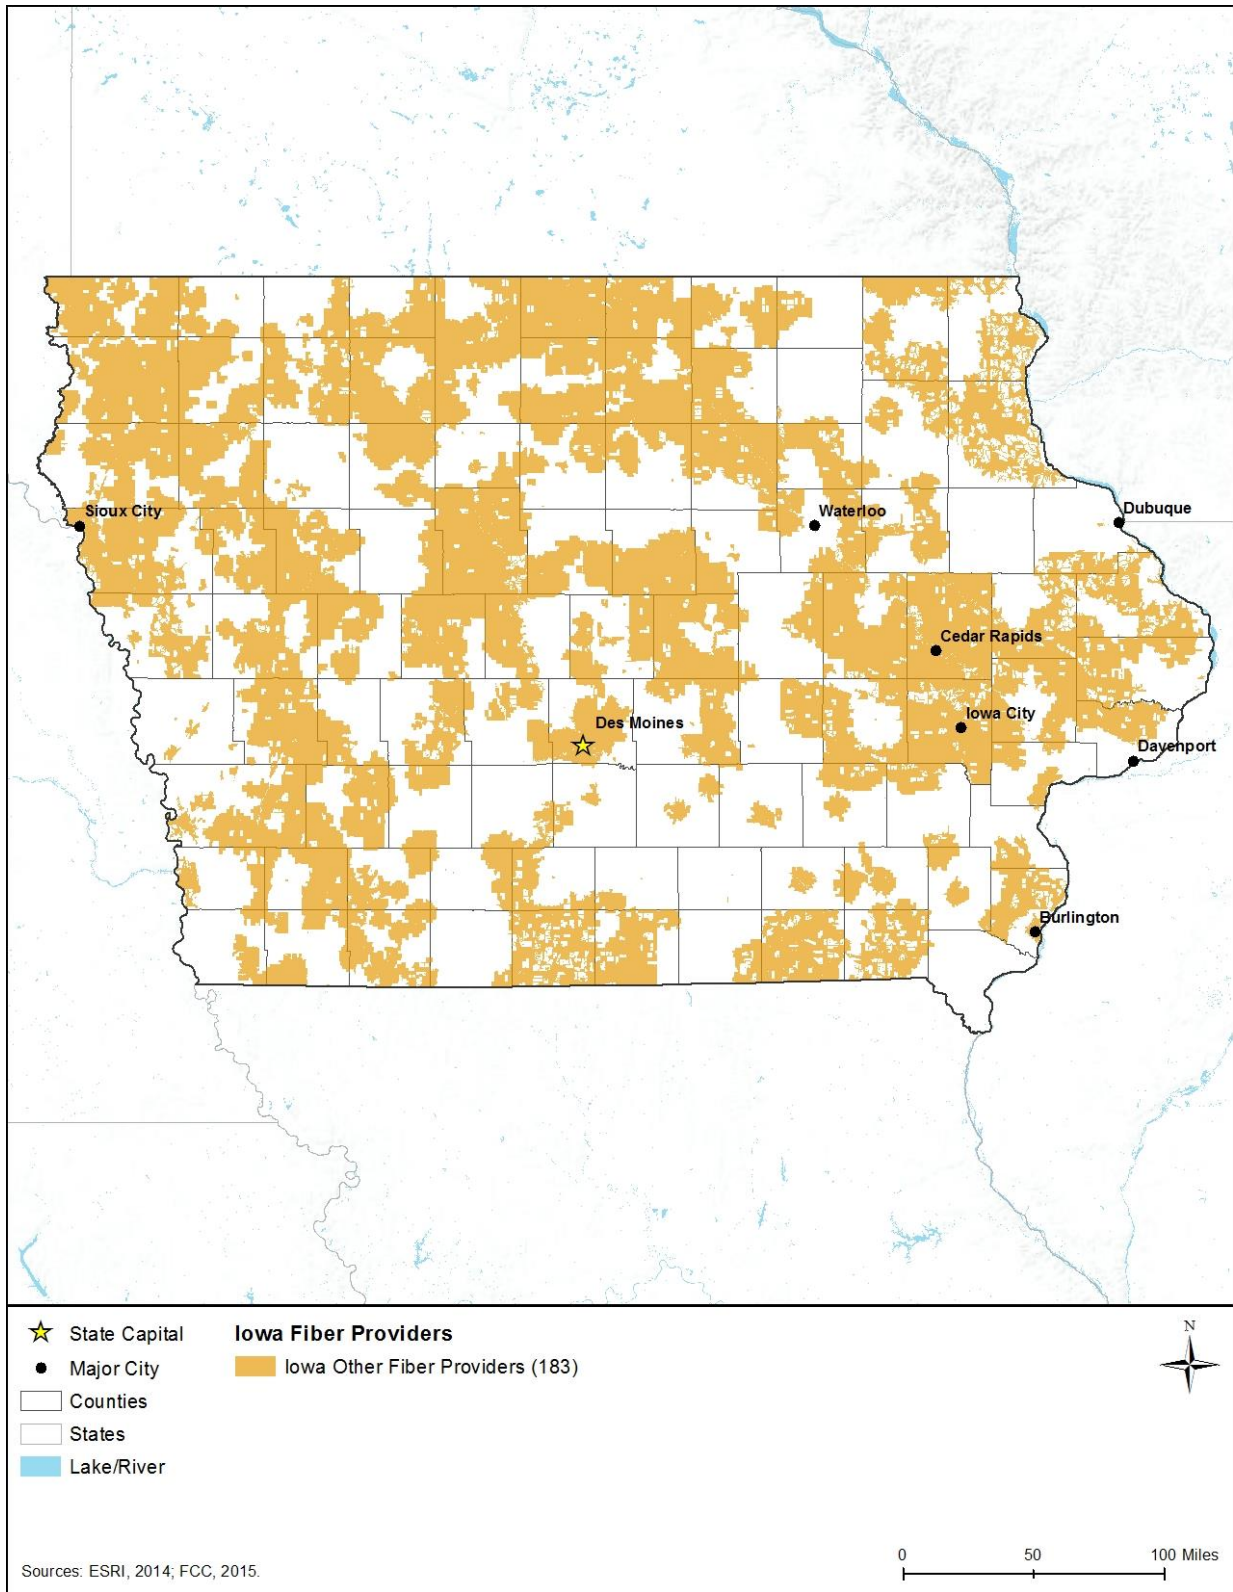 Sioux City
Waterloo
Dubuque
Cedar Rapids
Iowa City
Des Moines
Davenport
Burlington
State Capital
Iowa Fiber Providers
Major City
Iowa Other Fiber Providers (183)
Counties
States
Lake/River
N
Sources: ESRI, 2014; FCC, 2015.
0 50 100 Miles